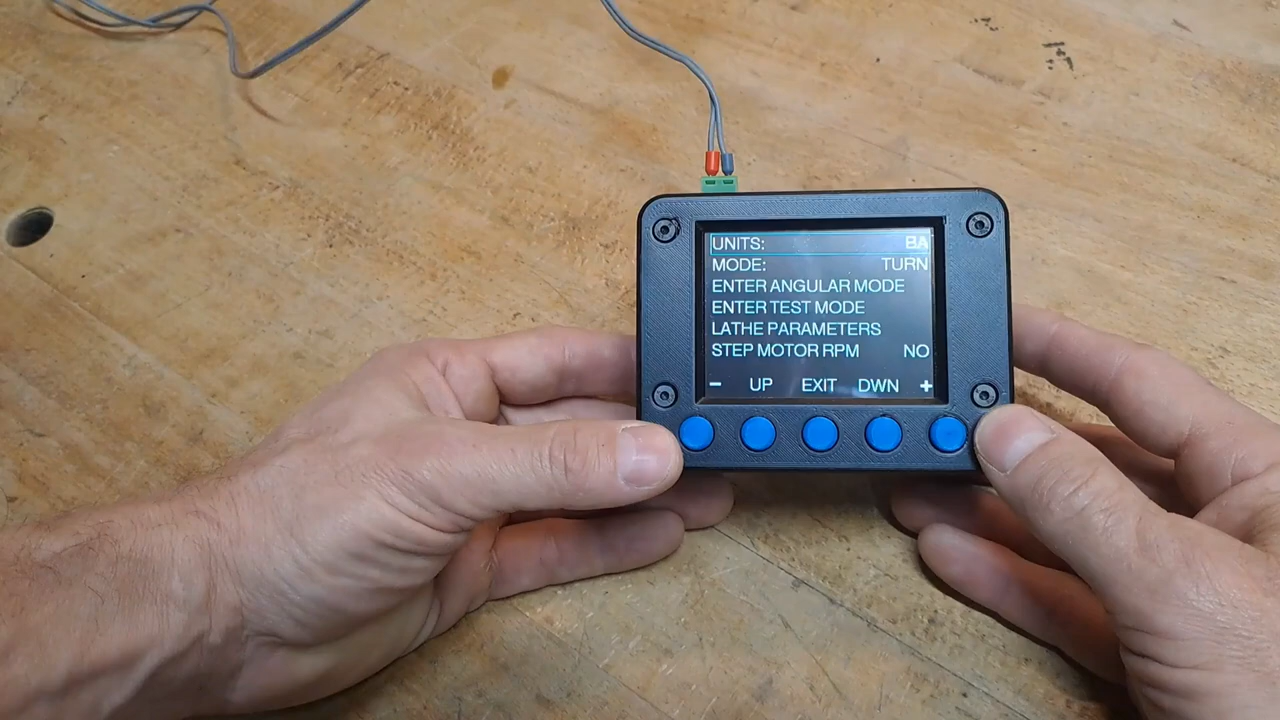 UNITS: BA
MODE: TURN
ENTER ANGULAR MODE
ENTER TEST MODE
LATHE PARAMETERS
STEP MOTOR RPM NO
- UP EXIT DWN +